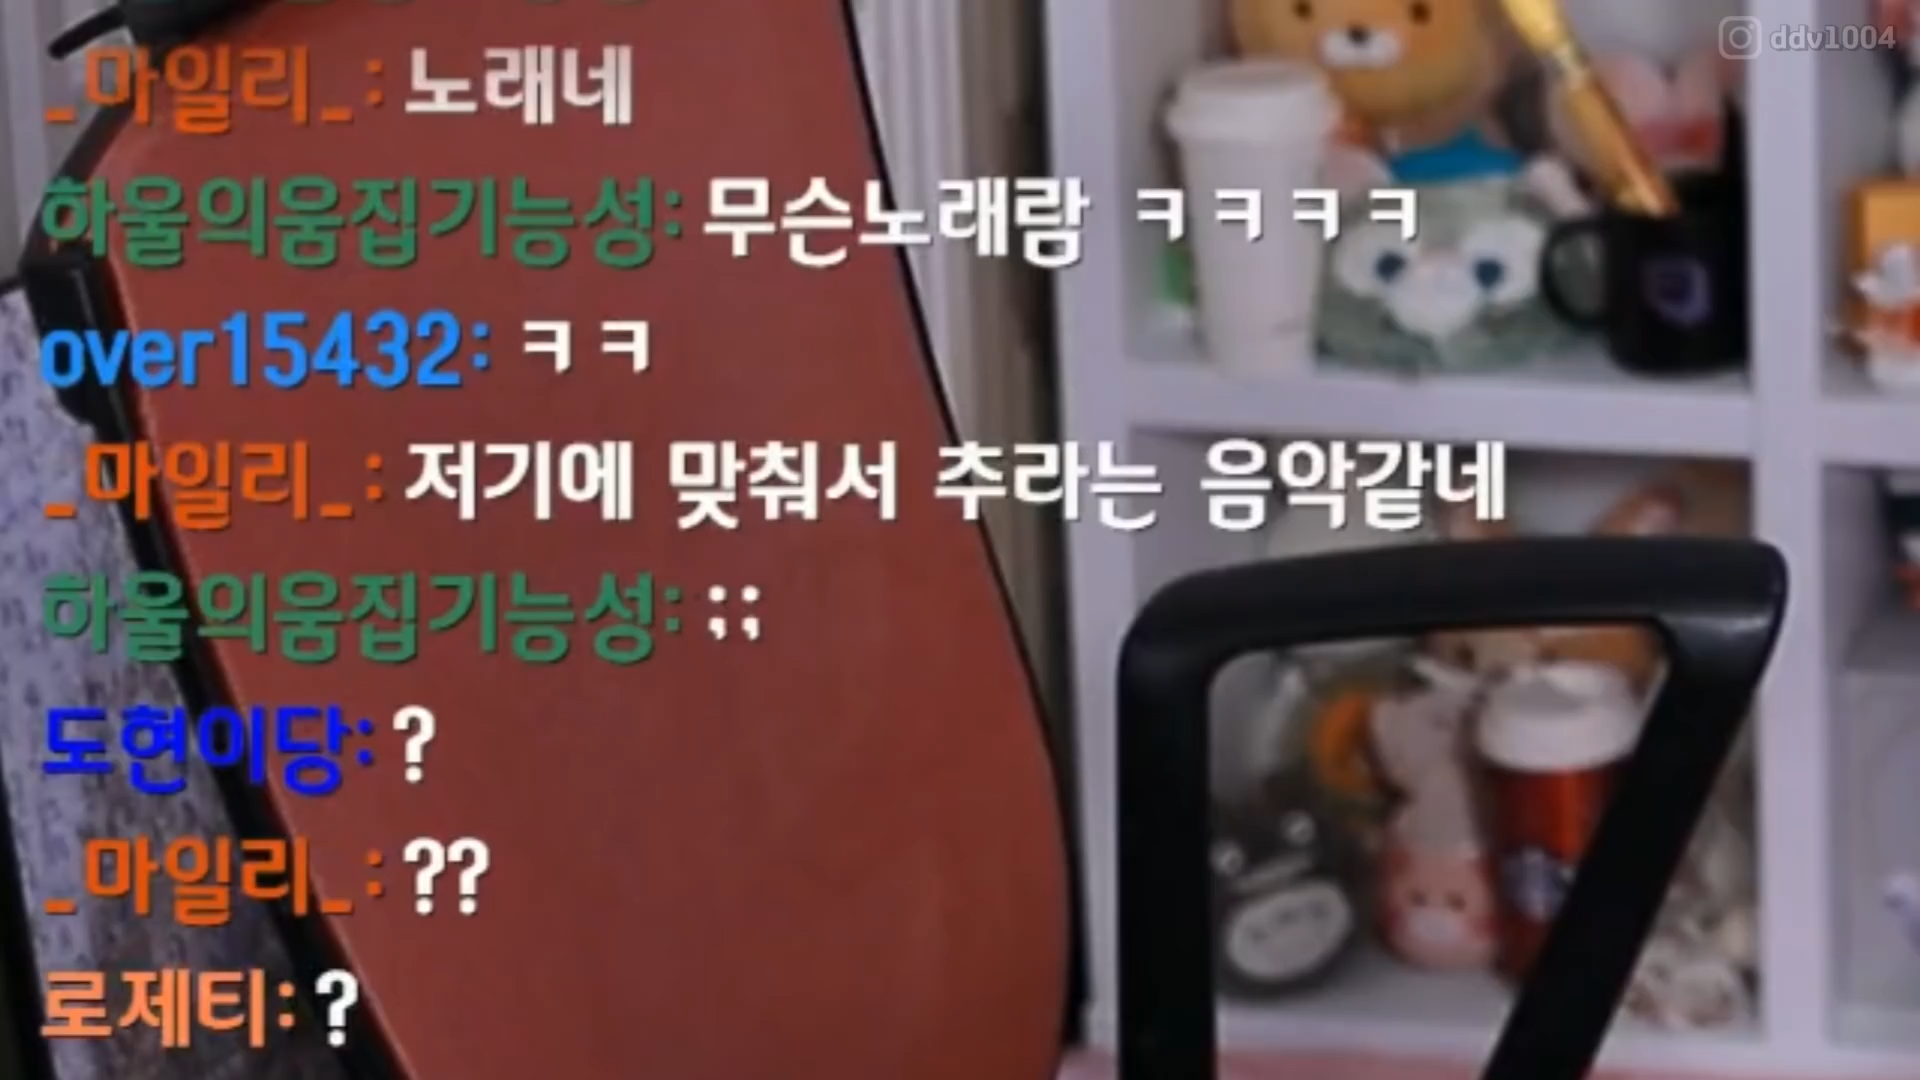 ddv1004
_마일리_: 노래네
하울의움집기능성: 무슨노래람 ㅋㅋㅋㅋ
over15432: ㅋㅋ
_마일리_: 저기에 맞춰서 추라는 음악같네
하울의움집기능성: ;;
도현이당: ?
_마일리_: ??
로제티: ?